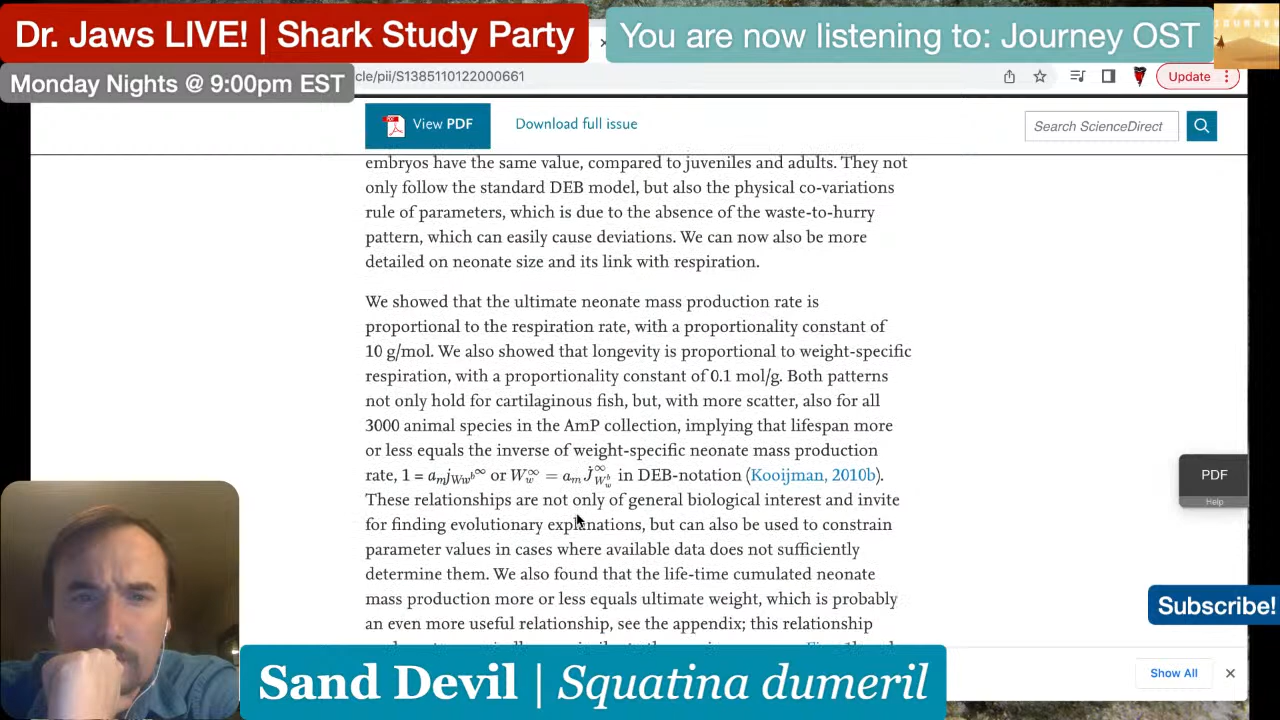 Dr. Jaws LIVE! | Shark Study Party
You are now listening to: Journey OST
Monday Nights @ 9:00pm EST
cle/pii/S1385110122000661
Update
View PDF
Download full issue
Search ScienceDirect
embryos have the same value, compared to juveniles and adults. They not
only follow the standard DEB model, but also the physical co-variations
rule of parameters, which is due to the absence of the waste-to-hurry
pattern, which can easily cause deviations. We can now also be more
detailed on neonate size and its link with respiration.
We showed that the ultimate neonate mass production rate is
proportional to the respiration rate, with a proportionality constant of
10 g/mol. We also showed that longevity is proportional to weight-specific
respiration, with a proportionality constant of 0.1 mol/g. Both patterns
not only hold for cartilaginous fish, but, with more scatter, also for all
3000 animal species in the AmP collection, implying that lifespan more
or less equals the inverse of weight-specific neonate mass production
rate, 1 = a_m j_Ww^b^∞ or W_w^∞ = a_m J̇_{W_w^b}^∞ in DEB-notation (Kooijman, 2010b).
These relationships are not only of general biological interest and invite
for finding evolutionary explanations, but can also be used to constrain
parameter values in cases where available data does not sufficiently
determine them. We also found that the life-time cumulated neonate
mass production more or less equals ultimate weight, which is probably
an even more useful relationship, see the appendix; this relationship
PDF
Help
Subscribe!
Sand Devil | Squatina dumeril
Show All